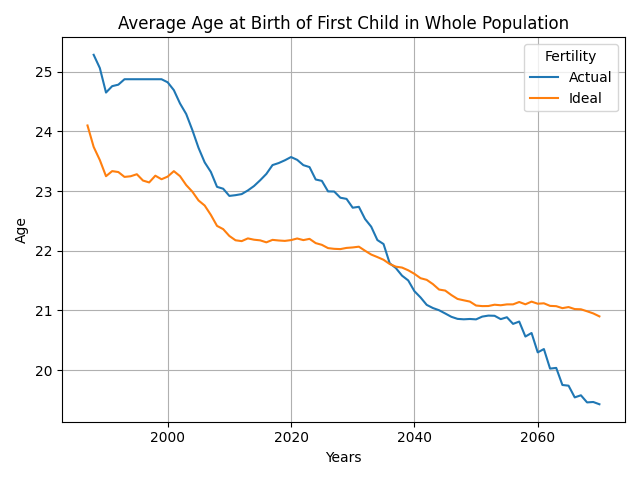 Average Age at Birth of First Child in Whole Population
Fertility
Actual
Ideal
Age
25
24
23
22
21
20
2000 2020 2040 2060
Years